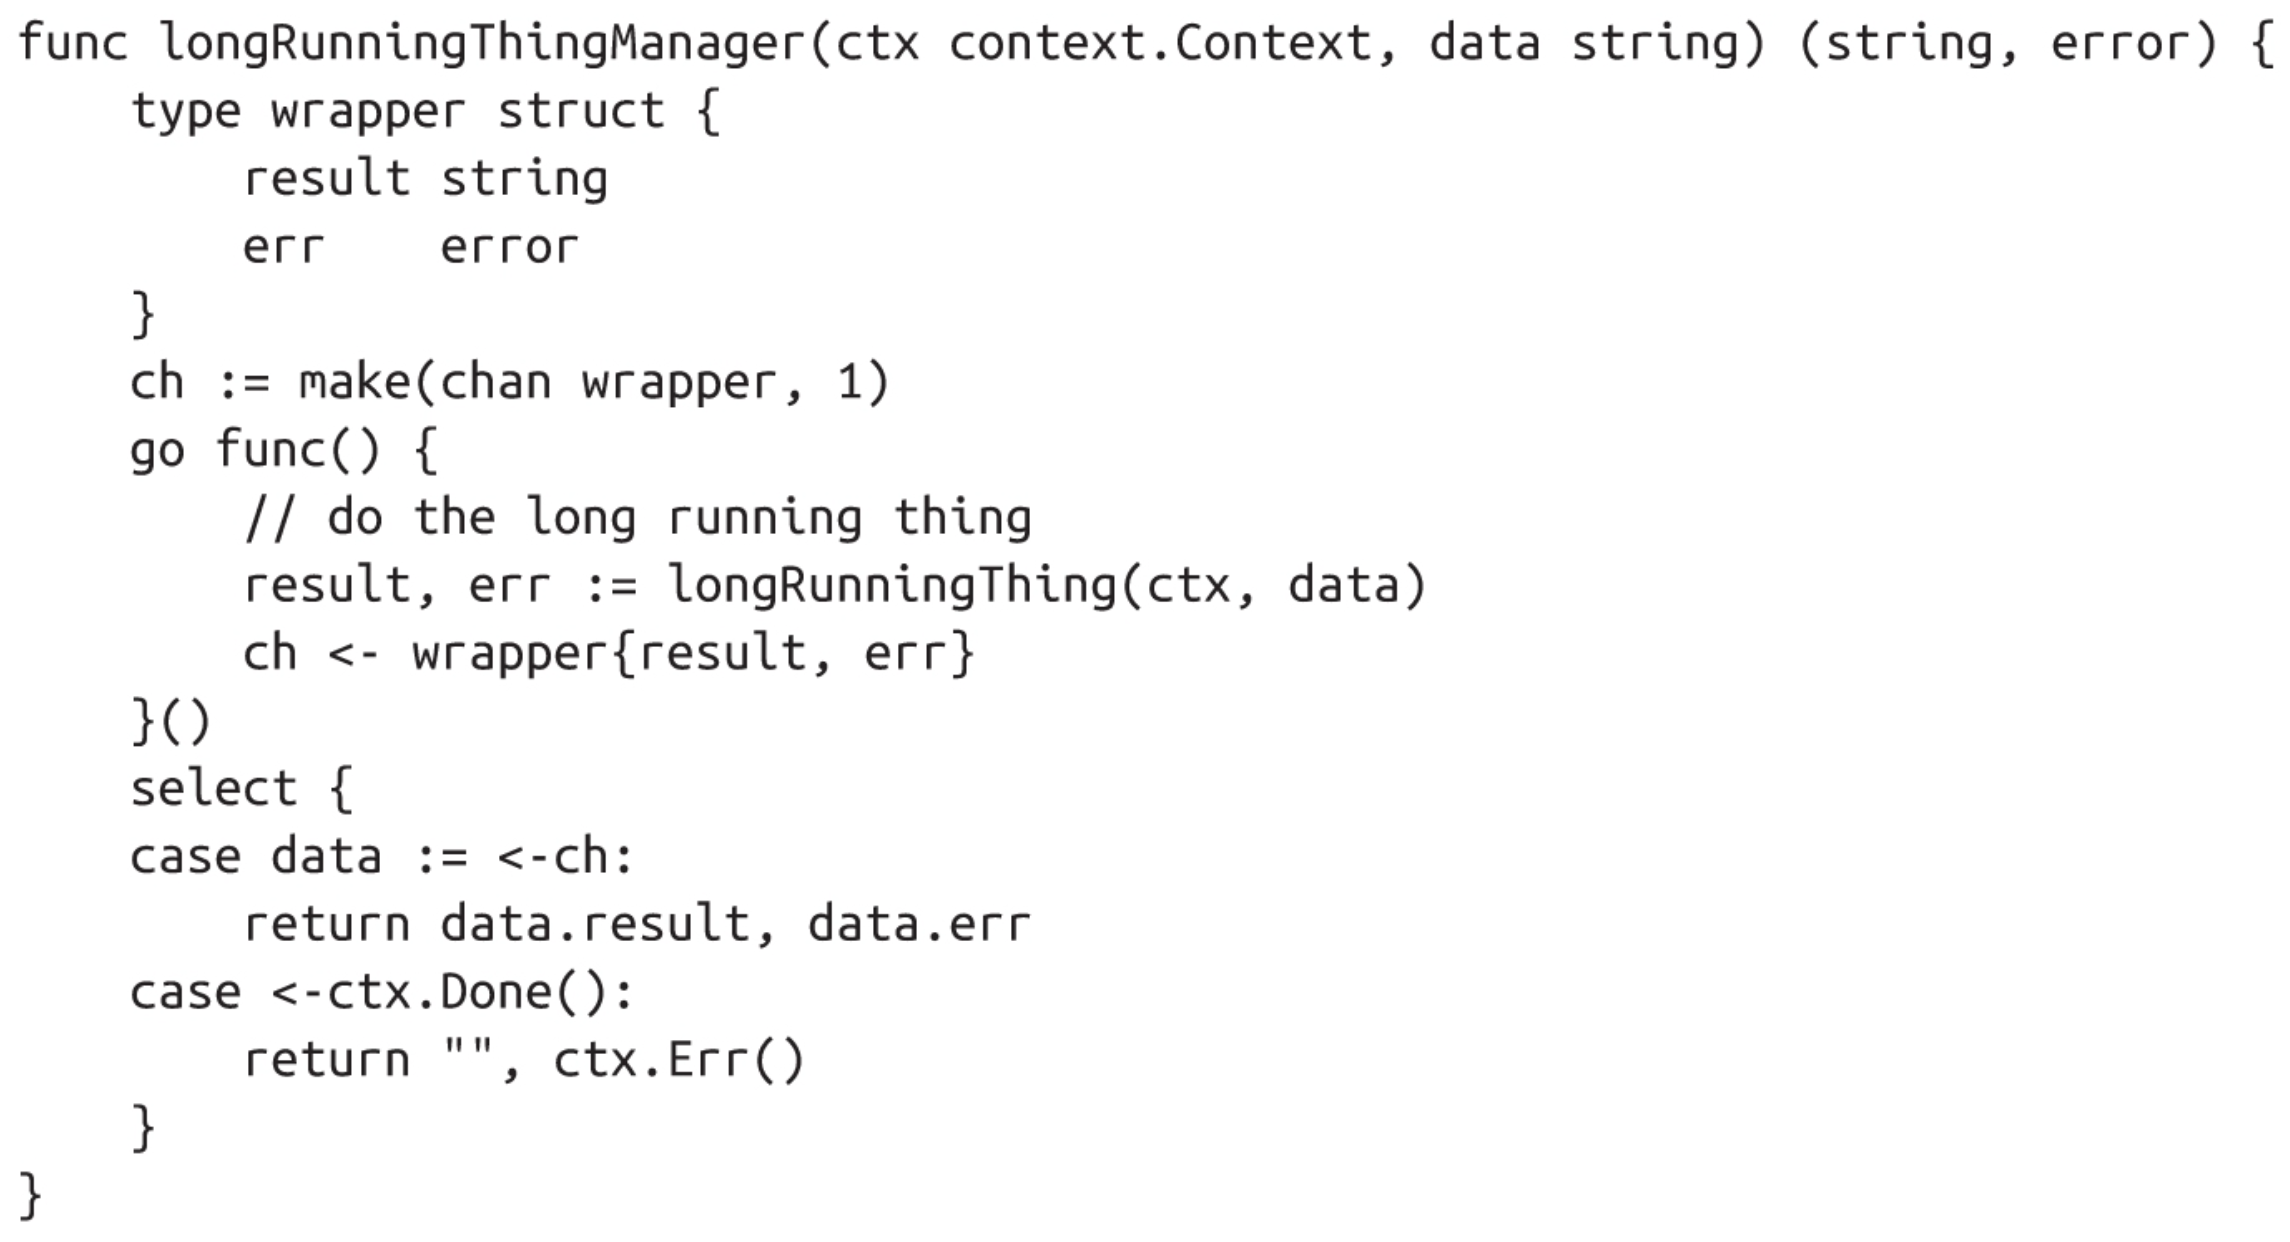 func longRunningThingManager(ctx context.Context, data string) (string, error) {
    type wrapper struct {
        result string
        err    error
    }
    ch := make(chan wrapper, 1)
    go func() {
        // do the long running thing
        result, err := longRunningThing(ctx, data)
        ch <- wrapper{result, err}
    }()
    select {
    case data := <-ch:
        return data.result, data.err
    case <-ctx.Done():
        return "", ctx.Err()
    }
}